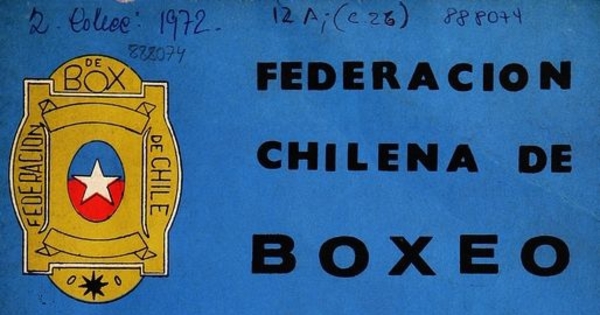 2. Colecc: 1972.
12 A; (c.26) 888074
888074
DE
BOX
FEDERACION
DE CHILE
FEDERACION
CHILENA DE
BOXEO